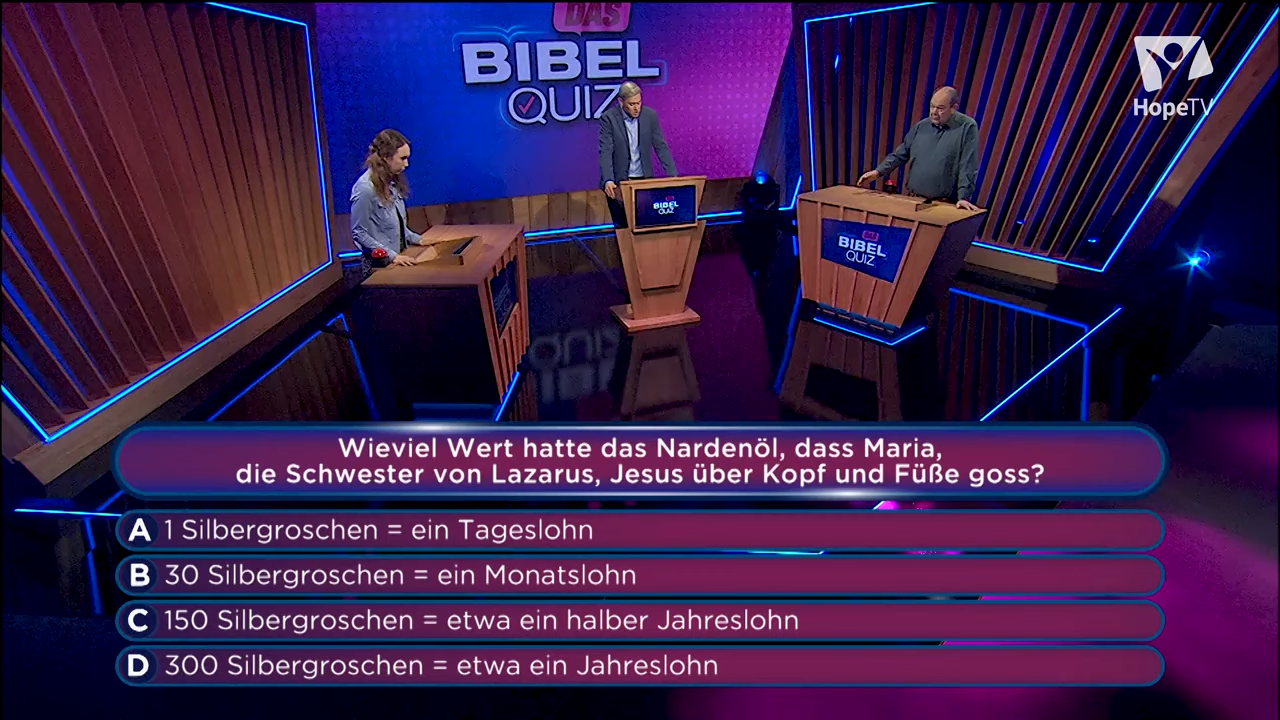 DAS
BIBEL
QUIZ
HopeTV
BIBEL
QUIZ
DAS
BIBEL
QUIZ
Wieviel Wert hatte das Nardenöl, dass Maria,
die Schwester von Lazarus, Jesus über Kopf und Füße goss?
A 1 Silbergroschen = ein Tageslohn
B 30 Silbergroschen = ein Monatslohn
C 150 Silbergroschen = etwa ein halber Jahreslohn
D 300 Silbergroschen = etwa ein Jahreslohn